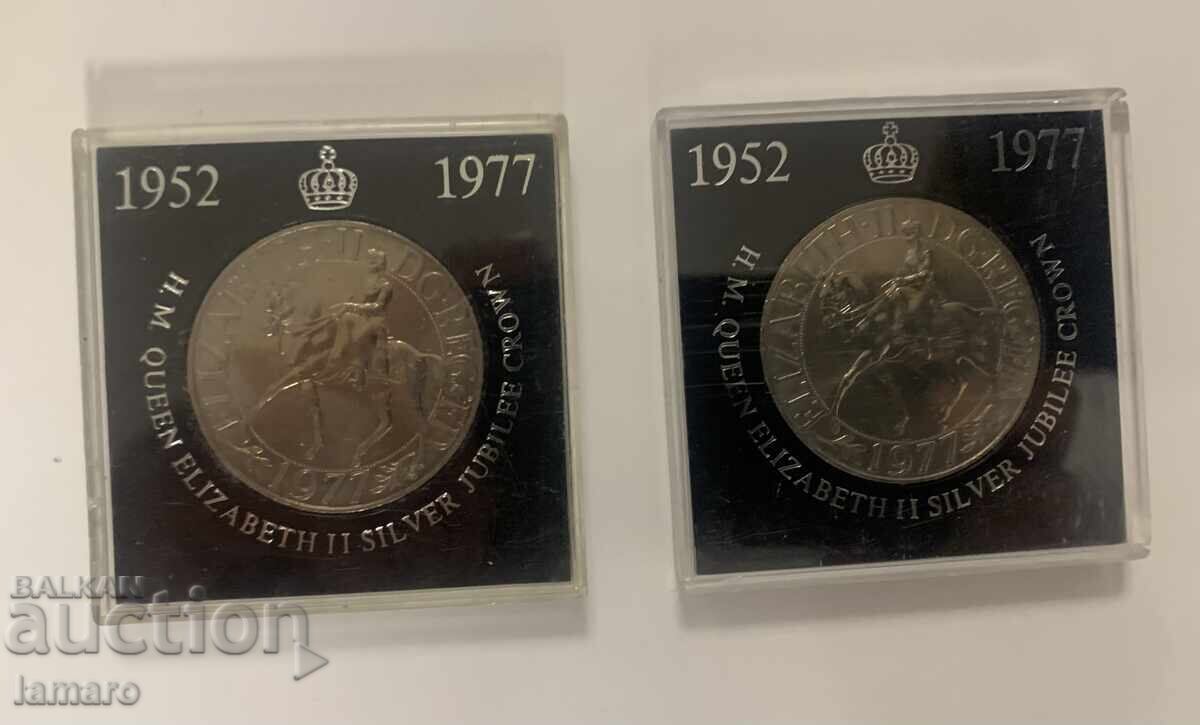 1952 1977
ELIZABETH·II D·G·REG
1977
H. M. QUEEN ELIZABETH II SILVER JUBILEE CROWN
1952 1977
ELIZABETH·II·D·G·REG
1977
H. M. QUEEN ELIZABETH II SILVER JUBILEE CROWN
BALKAN
auction
lamaro